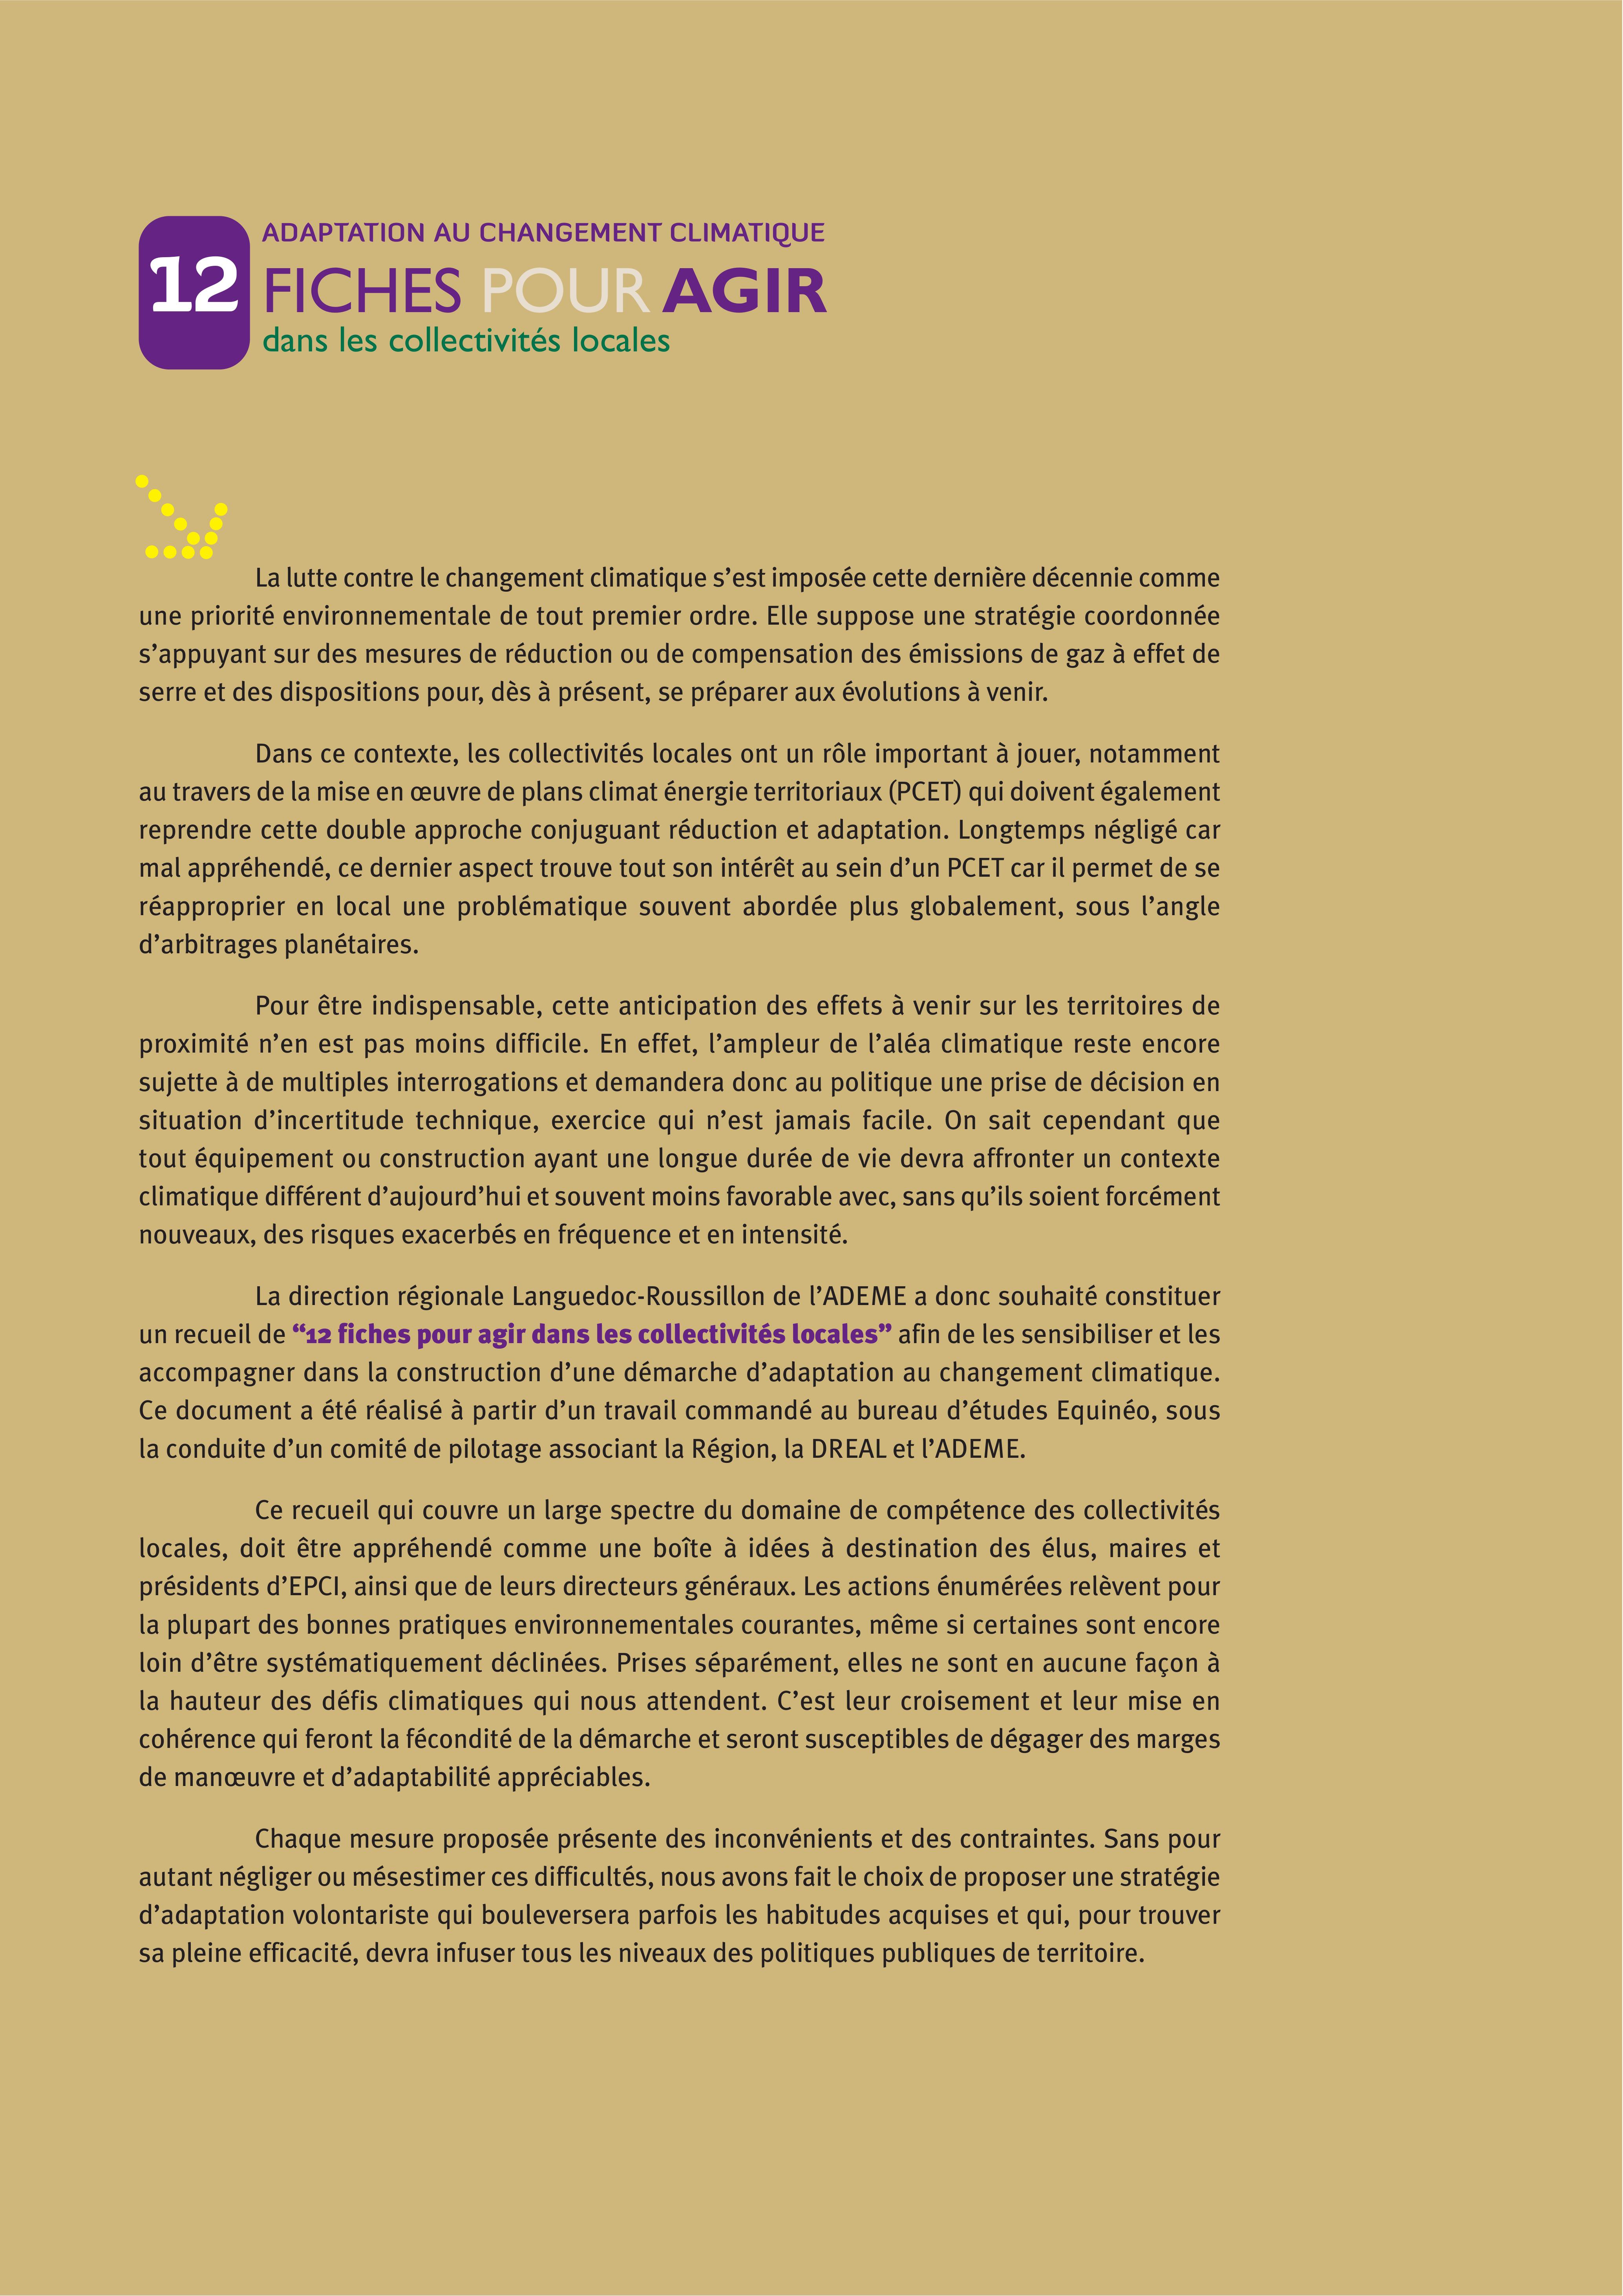 ADAPTATION AU CHANGEMENT CLIMATIQUE
12 FICHES POUR AGIR
dans les collectivités locales
La lutte contre le changement climatique s’est imposée cette dernière décennie comme
une priorité environnementale de tout premier ordre. Elle suppose une stratégie coordonnée
s’appuyant sur des mesures de réduction ou de compensation des émissions de gaz à effet de
serre et des dispositions pour, dès à présent, se préparer aux évolutions à venir.
Dans ce contexte, les collectivités locales ont un rôle important à jouer, notamment
au travers de la mise en œuvre de plans climat énergie territoriaux (PCET) qui doivent également
reprendre cette double approche conjuguant réduction et adaptation. Longtemps négligé car
mal appréhendé, ce dernier aspect trouve tout son intérêt au sein d’un PCET car il permet de se
réapproprier en local une problématique souvent abordée plus globalement, sous l’angle
d’arbitrages planétaires.
Pour être indispensable, cette anticipation des effets à venir sur les territoires de
proximité n’en est pas moins difficile. En effet, l’ampleur de l’aléa climatique reste encore
sujette à de multiples interrogations et demandera donc au politique une prise de décision en
situation d’incertitude technique, exercice qui n’est jamais facile. On sait cependant que
tout équipement ou construction ayant une longue durée de vie devra affronter un contexte
climatique différent d’aujourd’hui et souvent moins favorable avec, sans qu’ils soient forcément
nouveaux, des risques exacerbés en fréquence et en intensité.
La direction régionale Languedoc-Roussillon de l’ADEME a donc souhaité constituer
un recueil de “12 fiches pour agir dans les collectivités locales” afin de les sensibiliser et les
accompagner dans la construction d’une démarche d’adaptation au changement climatique.
Ce document a été réalisé à partir d’un travail commandé au bureau d’études Equinéo, sous
la conduite d’un comité de pilotage associant la Région, la DREAL et l’ADEME.
Ce recueil qui couvre un large spectre du domaine de compétence des collectivités
locales, doit être appréhendé comme une boîte à idées à destination des élus, maires et
présidents d’EPCI, ainsi que de leurs directeurs généraux. Les actions énumérées relèvent pour
la plupart des bonnes pratiques environnementales courantes, même si certaines sont encore
loin d’être systématiquement déclinées. Prises séparément, elles ne sont en aucune façon à
la hauteur des défis climatiques qui nous attendent. C’est leur croisement et leur mise en
cohérence qui feront la fécondité de la démarche et seront susceptibles de dégager des marges
de manœuvre et d’adaptabilité appréciables.
Chaque mesure proposée présente des inconvénients et des contraintes. Sans pour
autant négliger ou mésestimer ces difficultés, nous avons fait le choix de proposer une stratégie
d’adaptation volontariste qui bouleversera parfois les habitudes acquises et qui, pour trouver
sa pleine efficacité, devra infuser tous les niveaux des politiques publiques de territoire.